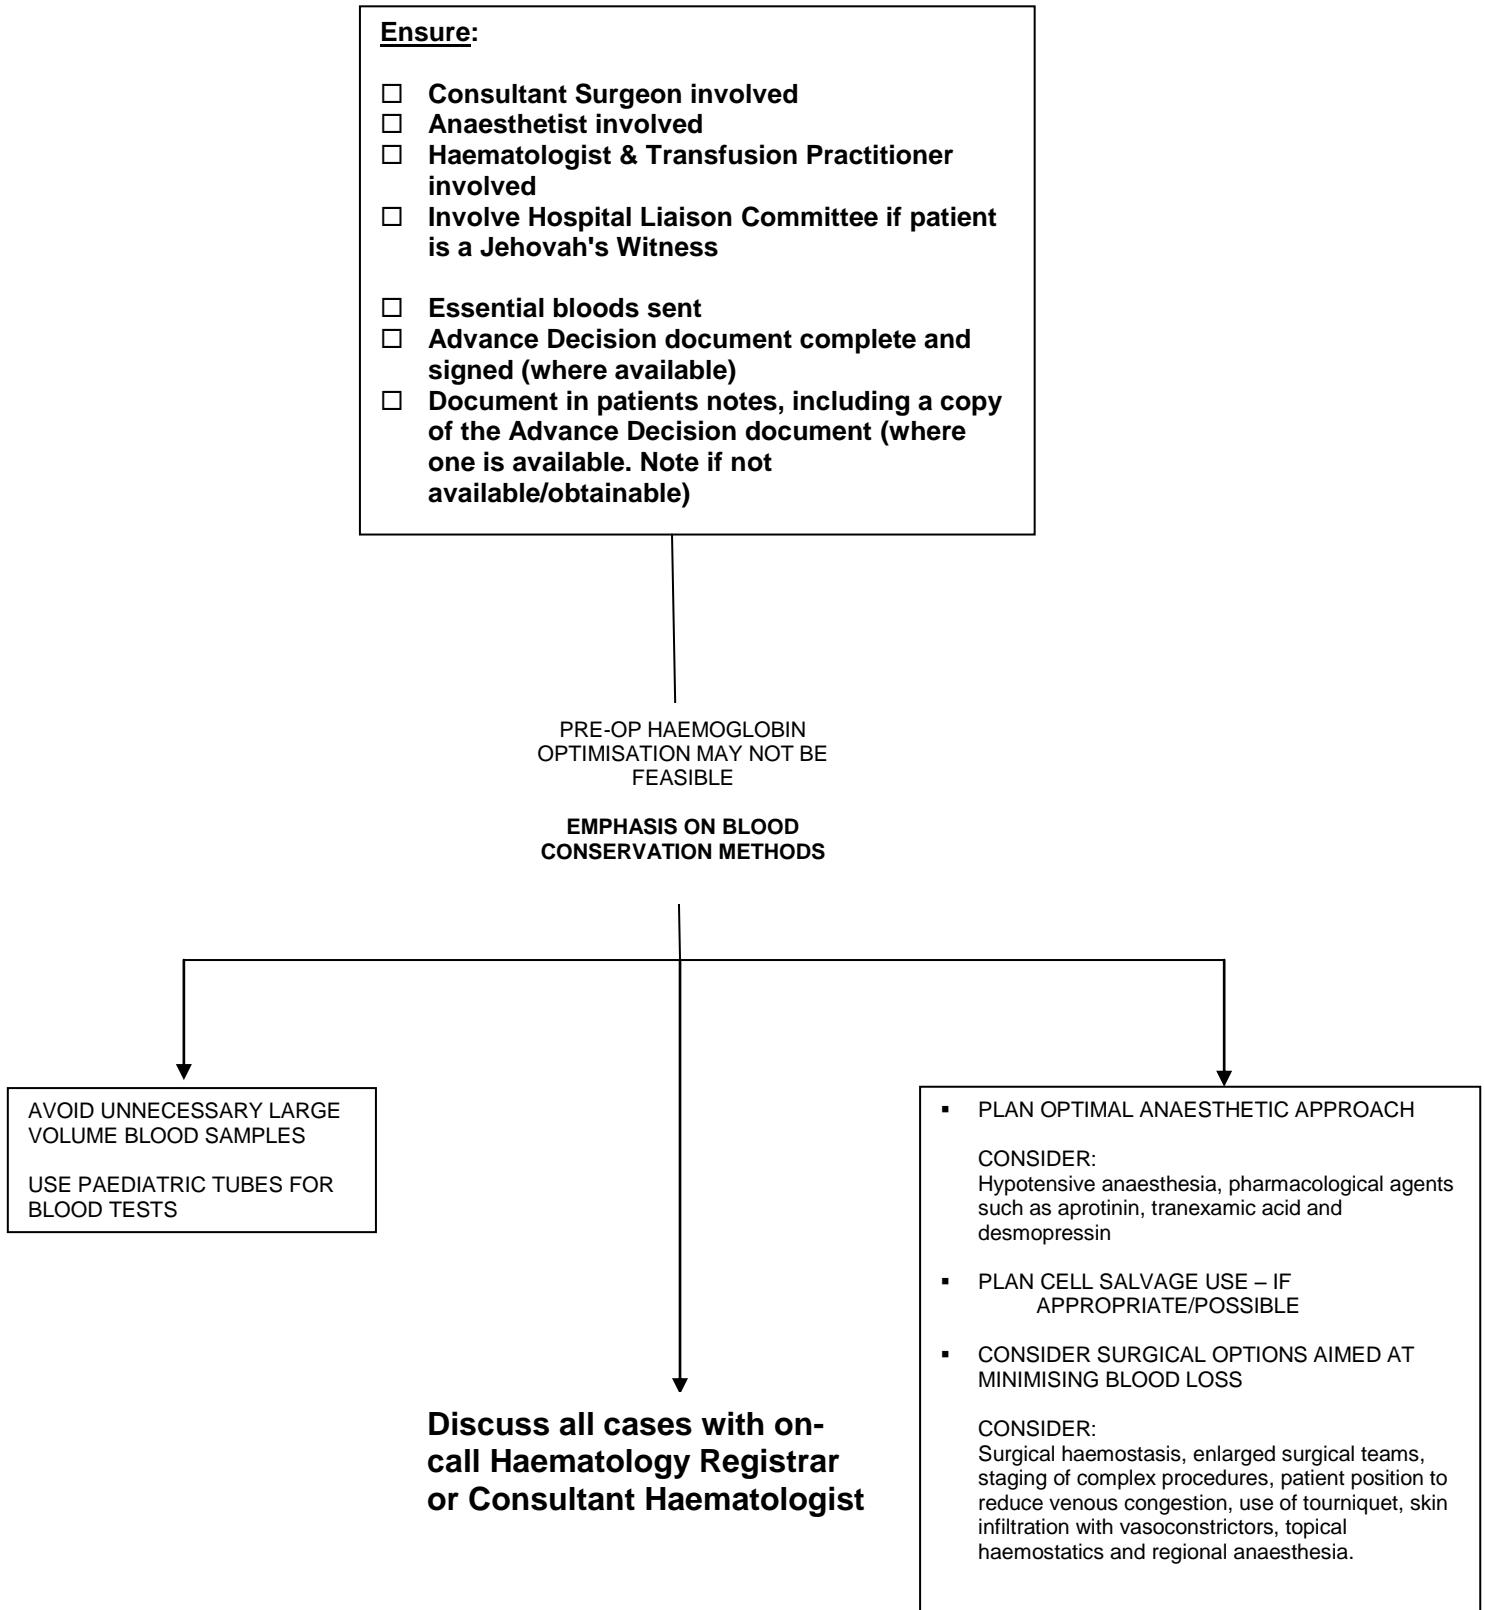 Ensure:
☐ Consultant Surgeon involved
☐ Anaesthetist involved
☐ Haematologist & Transfusion Practitioner
involved
☐ Involve Hospital Liaison Committee if patient
is a Jehovah's Witness
☐ Essential bloods sent
☐ Advance Decision document complete and
signed (where available)
☐ Document in patients notes, including a copy
of the Advance Decision document (where
one is available. Note if not
available/obtainable)
PRE-OP HAEMOGLOBIN
OPTIMISATION MAY NOT BE
FEASIBLE
EMPHASIS ON BLOOD
CONSERVATION METHODS
AVOID UNNECESSARY LARGE
VOLUME BLOOD SAMPLES
USE PAEDIATRIC TUBES FOR
BLOOD TESTS
Discuss all cases with on-
call Haematology Registrar
or Consultant Haematologist
▪ PLAN OPTIMAL ANAESTHETIC APPROACH
CONSIDER:
Hypotensive anaesthesia, pharmacological agents
such as aprotinin, tranexamic acid and
desmopressin
▪ PLAN CELL SALVAGE USE – IF
APPROPRIATE/POSSIBLE
▪ CONSIDER SURGICAL OPTIONS AIMED AT
MINIMISING BLOOD LOSS
CONSIDER:
Surgical haemostasis, enlarged surgical teams,
staging of complex procedures, patient position to
reduce venous congestion, use of tourniquet, skin
infiltration with vasoconstrictors, topical
haemostatics and regional anaesthesia.